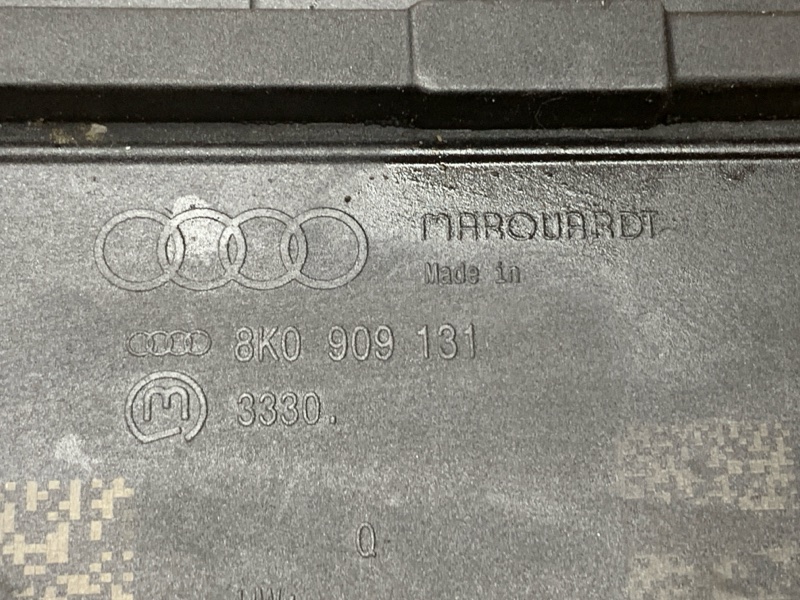 MARQUARDT
Made in
8K0 909 131
M 3330.
Q